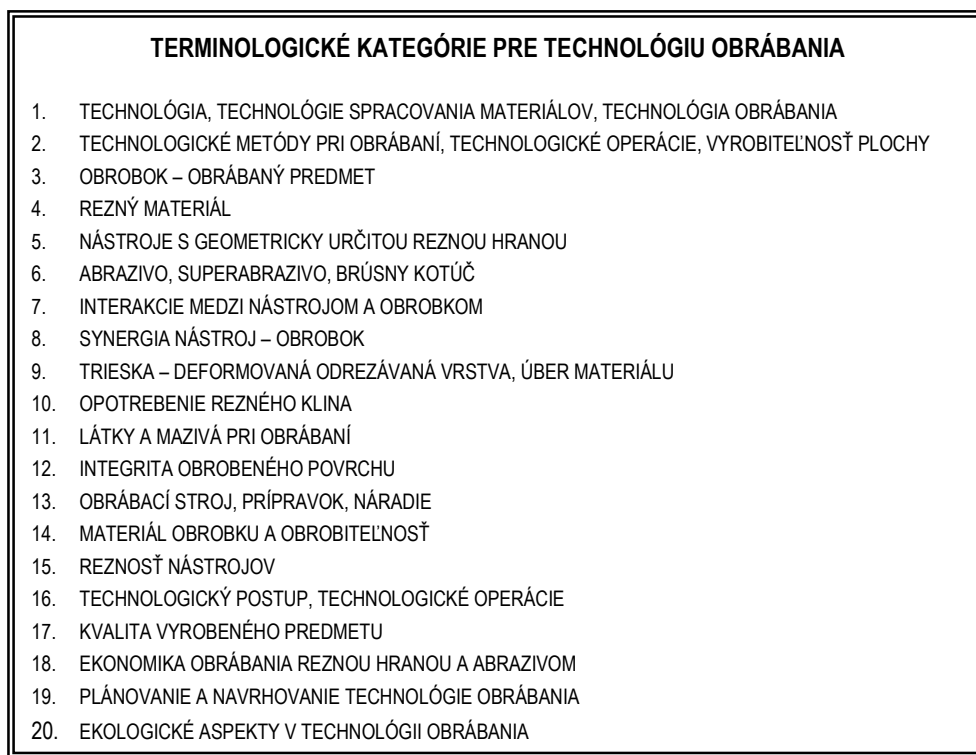 TERMINOLOGICKÉ KATEGÓRIE PRE TECHNOLÓGIU OBRÁBANIA
1. TECHNOLÓGIA, TECHNOLÓGIE SPRACOVANIA MATERIÁLOV, TECHNOLÓGIA OBRÁBANIA
2. TECHNOLOGICKÉ METÓDY PRI OBRÁBANÍ, TECHNOLOGICKÉ OPERÁCIE, VYROBITEĽNOSŤ PLOCHY
3. OBROBOK – OBRÁBANÝ PREDMET
4. REZNÝ MATERIÁL
5. NÁSTROJE S GEOMETRICKY URČITOU REZNOU HRANOU
6. ABRAZIVO, SUPERABRAZIVO, BRÚSNY KOTÚČ
7. INTERAKCIE MEDZI NÁSTROJOM A OBROBKOM
8. SYNERGIA NÁSTROJ – OBROBOK
9. TRIESKA – DEFORMOVANÁ ODREZÁVANÁ VRSTVA, ÚBER MATERIÁLU
10. OPOTREBENIE REZNÉHO KLINA
11. LÁTKY A MAZIVÁ PRI OBRÁBANÍ
12. INTEGRITA OBROBENÉHO POVRCHU
13. OBRÁBACÍ STROJ, PRÍPRAVOK, NÁRADIE
14. MATERIÁL OBROBKU A OBROBITEĽNOSŤ
15. REZNOSŤ NÁSTROJOV
16. TECHNOLOGICKÝ POSTUP, TECHNOLOGICKÉ OPERÁCIE
17. KVALITA VYROBENÉHO PREDMETU
18. EKONOMIKA OBRÁBANIA REZNOU HRANOU A ABRAZIVOM
19. PLÁNOVANIE A NAVRHOVANIE TECHNOLÓGIE OBRÁBANIA
20. EKOLOGICKÉ ASPEKTY V TECHNOLÓGII OBRÁBANIA